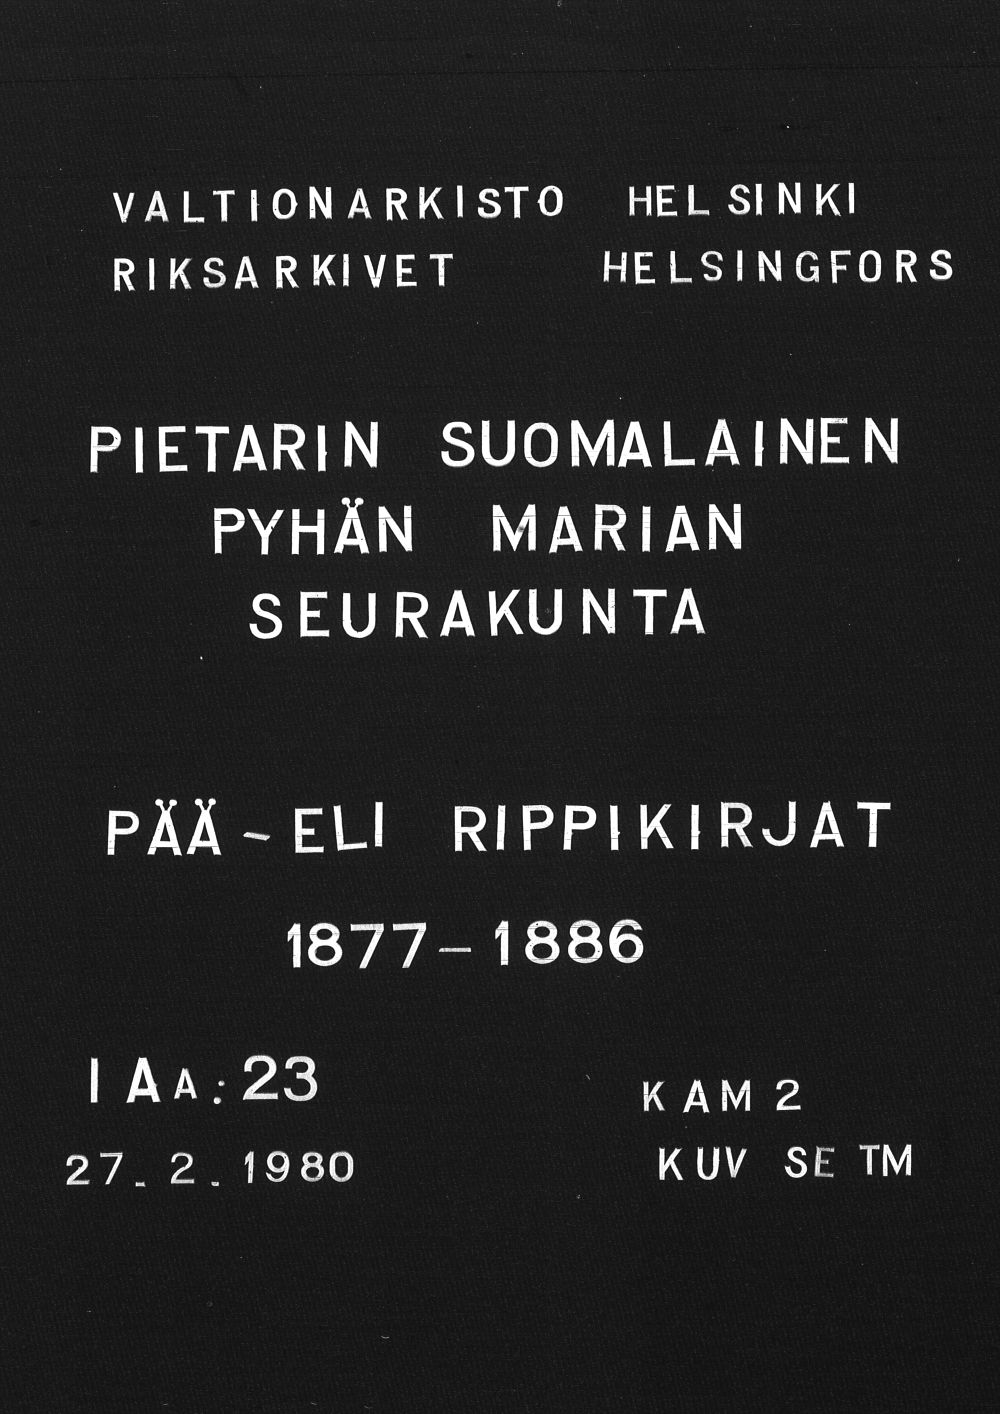 VALTIONARKISTO HELSINKI
RIKSARKIVET HELSINGFORS
PIETARIN SUOMALAINEN
PYHÄN MARIAN
SEURAKUNTA
PÄÄ - ELI RIPPIKIRJAT
1877 - 1886
I AA: 23
KAM 2
27. 2. 1980
KUV SE TM